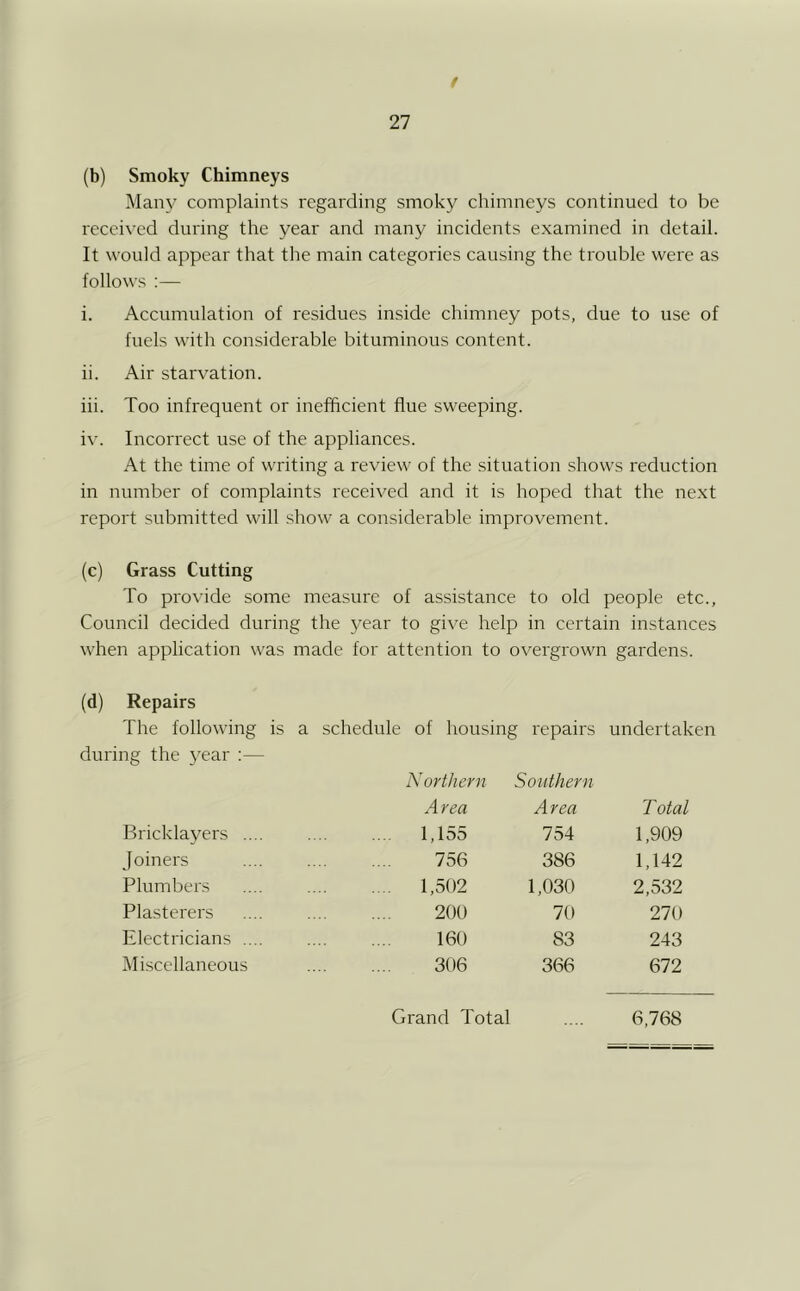 27
(b) Smoky Chimneys
Many complaints regarding smoky chimneys continued to be
received during the year and many incidents examined in detail.
It would appear that the main categories causing the trouble were as
follows :—
i. Accumulation of residues inside chimney pots, due to use of
fuels with considerable bituminous content.
ii. Air starvation.
iii. Too infrequent or inefficient flue sweeping.
iv. Incorrect use of the appliances.
At the time of writing a review of the situation shows reduction
in number of complaints received and it is hoped that the next
report submitted will show a considerable improvement.
(c) Grass Cutting
To provide some measure of assistance to old people etc.,
Council decided during the year to give help in certain instances
when application was made for attention to overgrown gardens.
(d) Repairs
The following is a schedule of housing repairs undertaken
during the year :—
Northern Southern
Area Area Total
Bricklayers .... .... .... 1,155 754 1,909
Joiners .... .... .... 756 386 1,142
Plumbers .... .... .... 1,502 1,030 2,532
Plasterers .... .... .... 200 70 270
Electricians .... .... .... 160 83 243
Miscellaneous .... .... 306 366 672
Grand Total .... 6,768